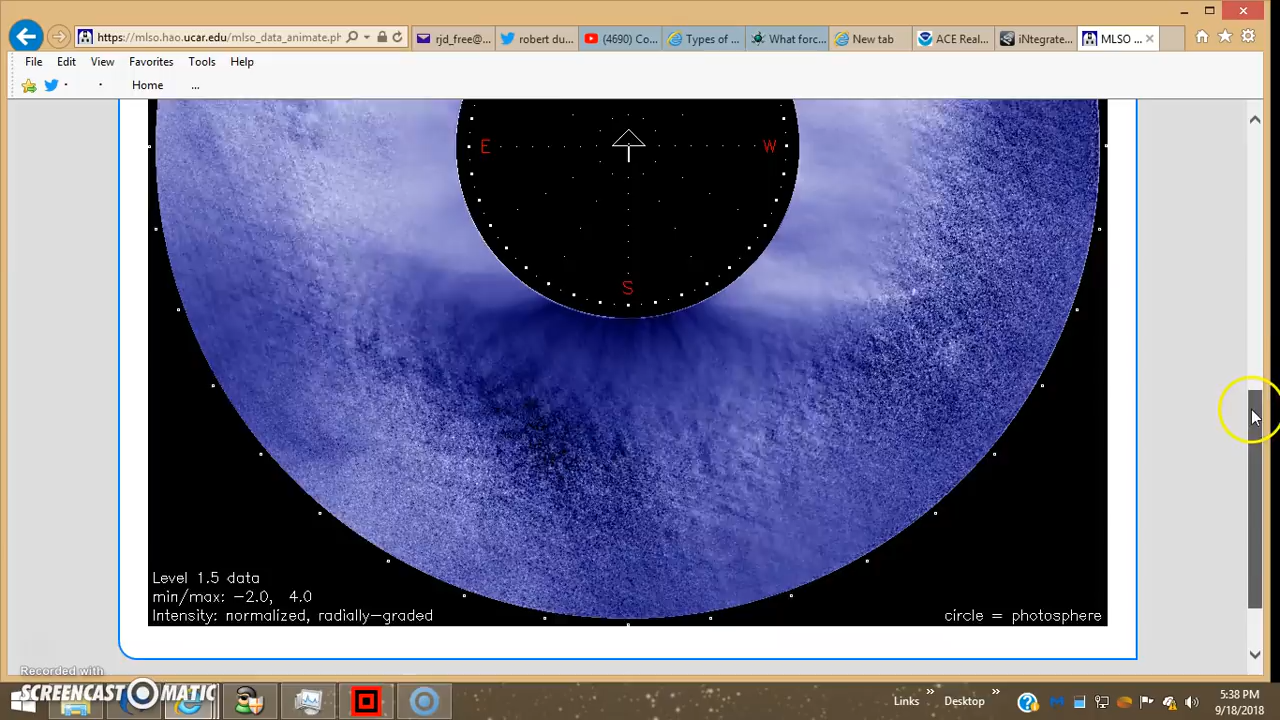 https://mlso.hao.ucar.edu/mlso_data_animate.ph
rjd_free@...
robert du...
(4690) Co...
Types of ...
What forc...
New tab
ACE Real...
iNtegrate...
MLSO ...
File Edit View Favorites Tools Help
Home ...
E W
S
Level 1.5 data
min/max: −2.0, 4.0
Intensity: normalized, radially−graded
circle = photosphere
Recorded with
SCREENCAST MATIC
Links » Desktop »
5:38 PM
9/18/2018